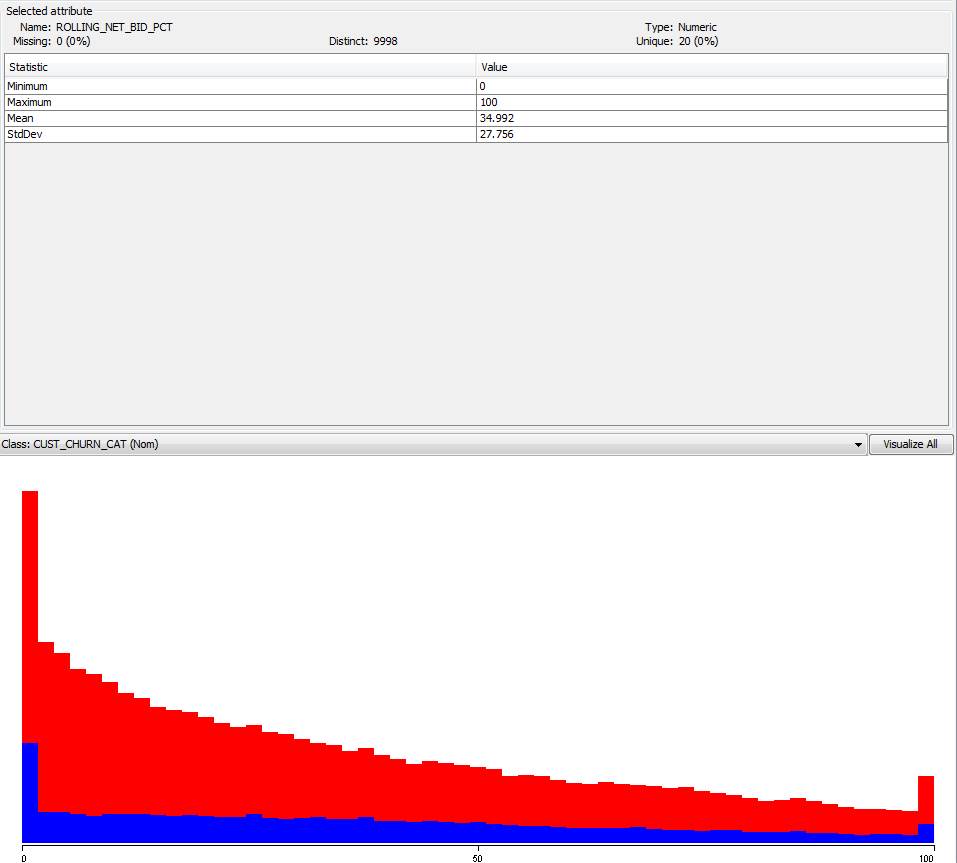 Selected attribute
Name: ROLLING_NET_BID_PCT Type: Numeric
Missing: 0 (0%) Distinct: 9998 Unique: 20 (0%)
Statistic Value
Minimum 0
Maximum 100
Mean 34.992
StdDev 27.756
Class: CUST_CHURN_CAT (Nom) Visualize All
0 50 100